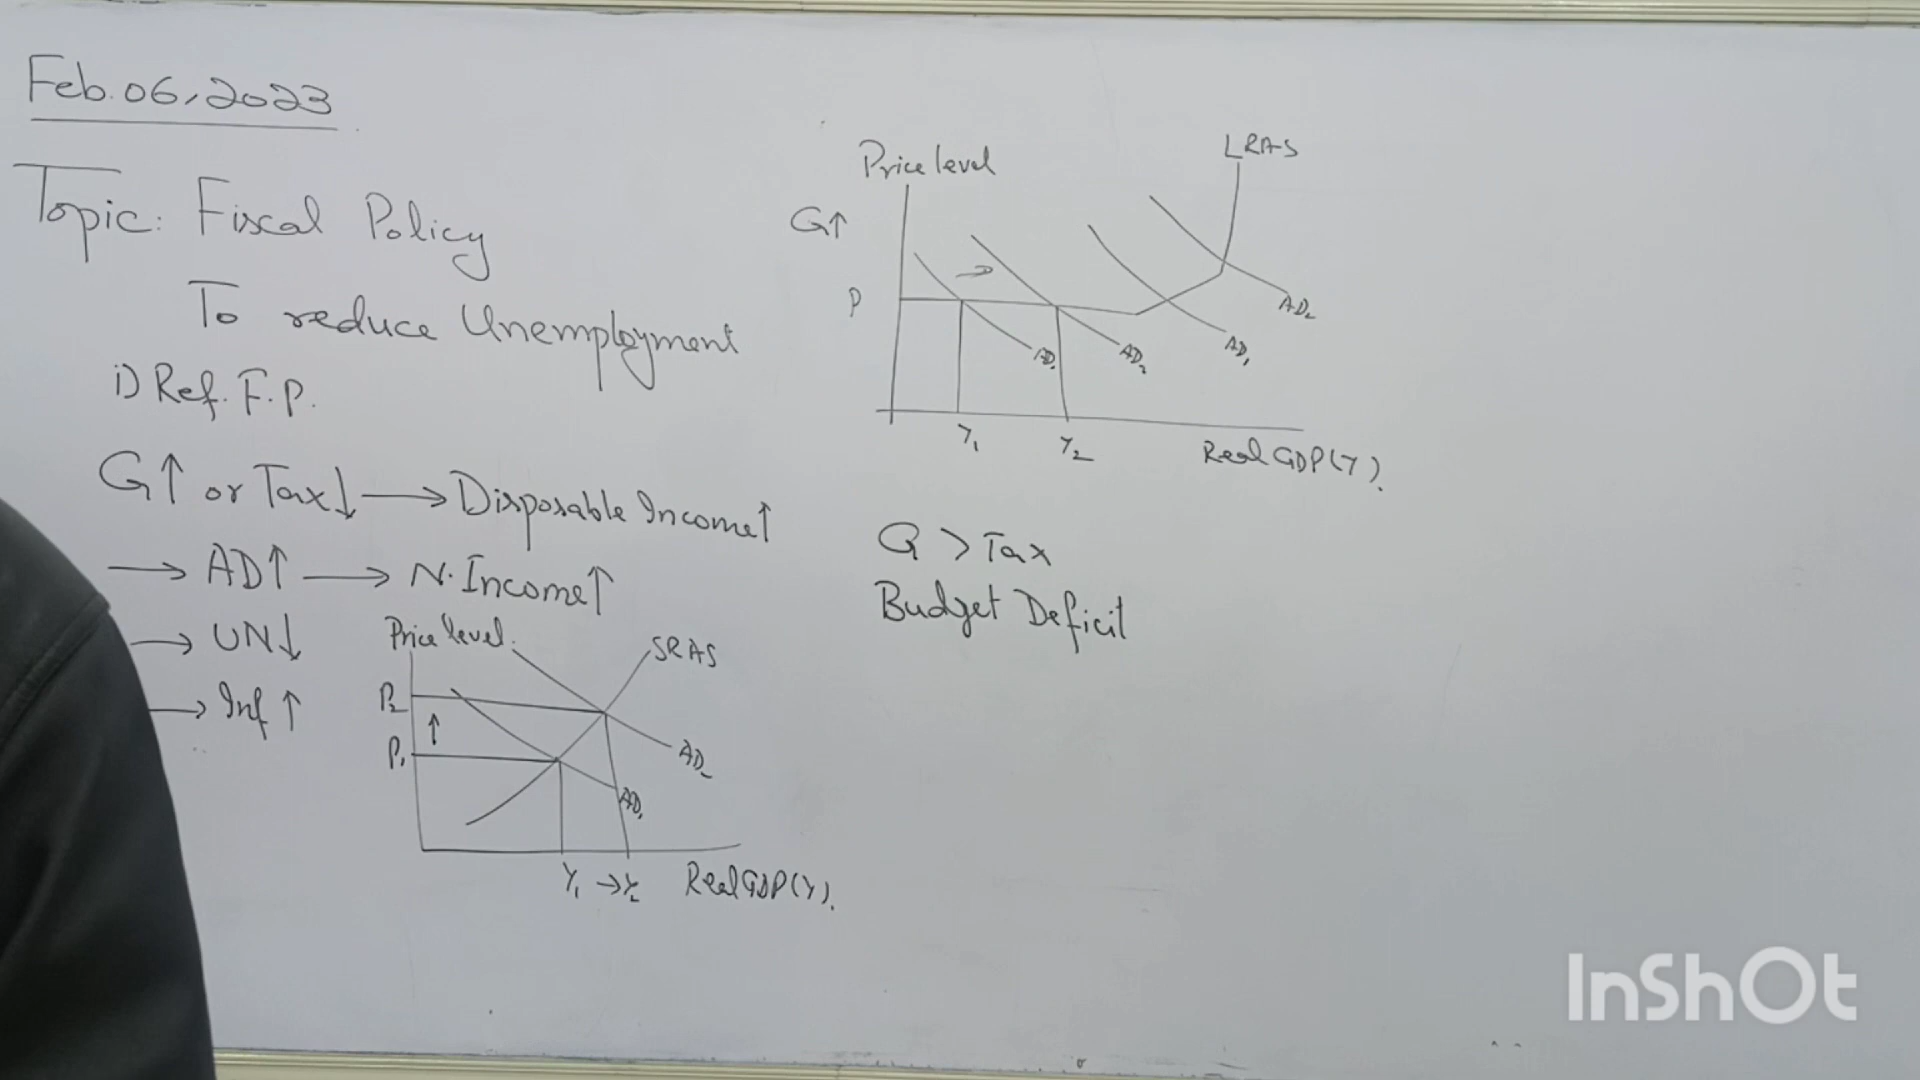 Feb. 06, 2023
Topic: Fiscal Policy
To reduce Unemployment
i) Ref. F.P.
G↑ or Tax↓ → Disposable Income↑
→ AD↑ → N. Income↑
→ UN↓
→ Inf ↑
Price level.
SRAS
P2
P1
AD2
AD1
Y1 → Y2 Real GDP(Y).
Price level
LRAS
G↑
P
AD2
AD1
AD2
AD1
Y1
Y2
Real GDP(Y).
G > Tax
Budget Deficit
InShOt